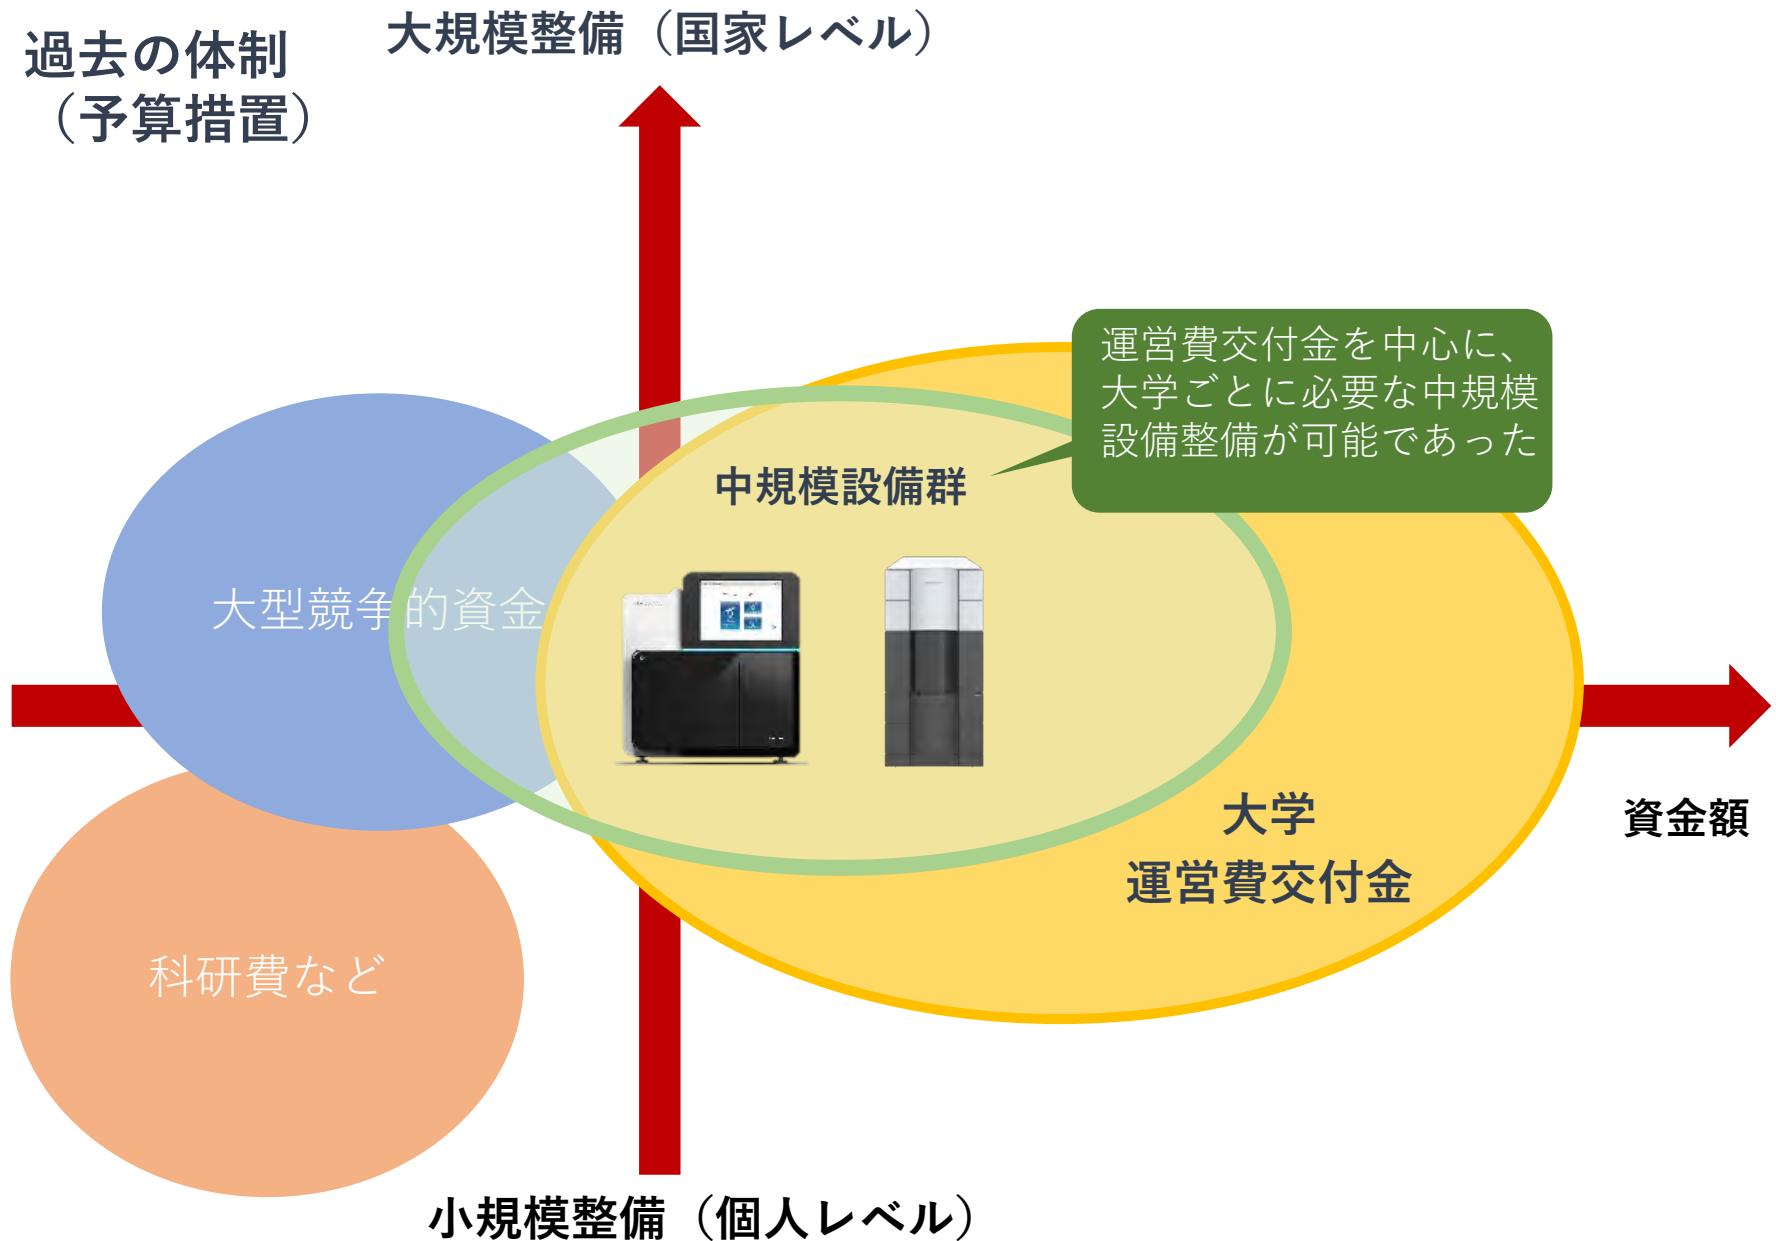 過去の体制
（予算措置）
大規模整備（国家レベル）
運営費交付金を中心に、
大学ごとに必要な中規模
設備整備が可能であった
中規模設備群
大型競争的資金
資金額
大学
運営費交付金
科研費など
小規模整備（個人レベル）